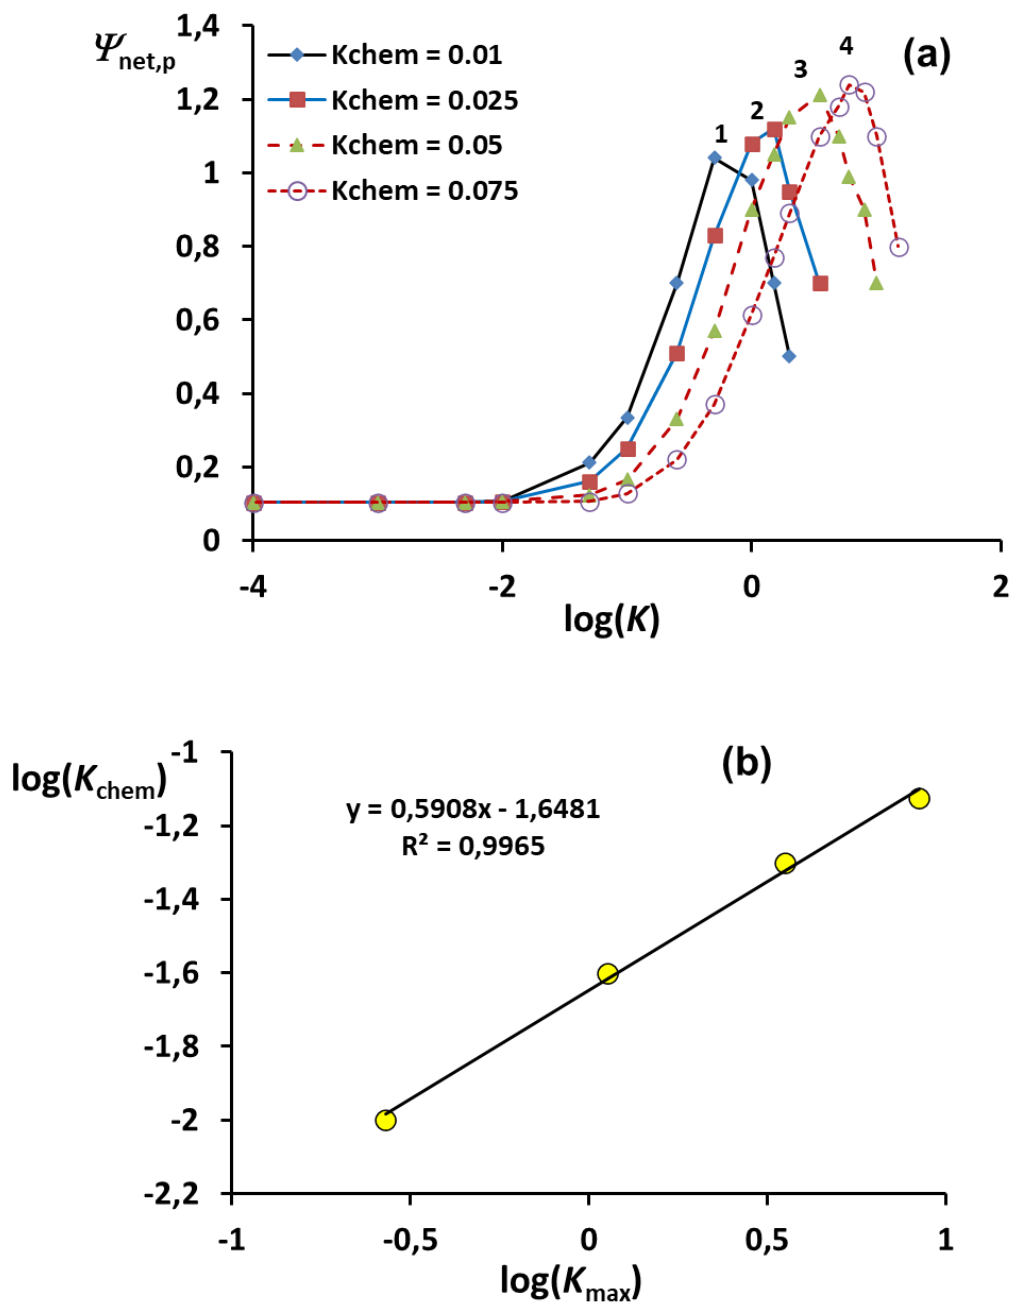 1,4
Ψnet,p
(a)
Kchem = 0.01
Kchem = 0.025
Kchem = 0.05
Kchem = 0.075
1
2
3
4
1,2
1
0,8
0,6
0,4
0,2
0
-4 -2 0 2
log(K)
(b)
log(Kchem)
-1
y = 0,5908x - 1,6481
R² = 0,9965
-1,2
-1,4
-1,6
-1,8
-2
-2,2
-1 -0,5 0 0,5 1
log(Kmax)